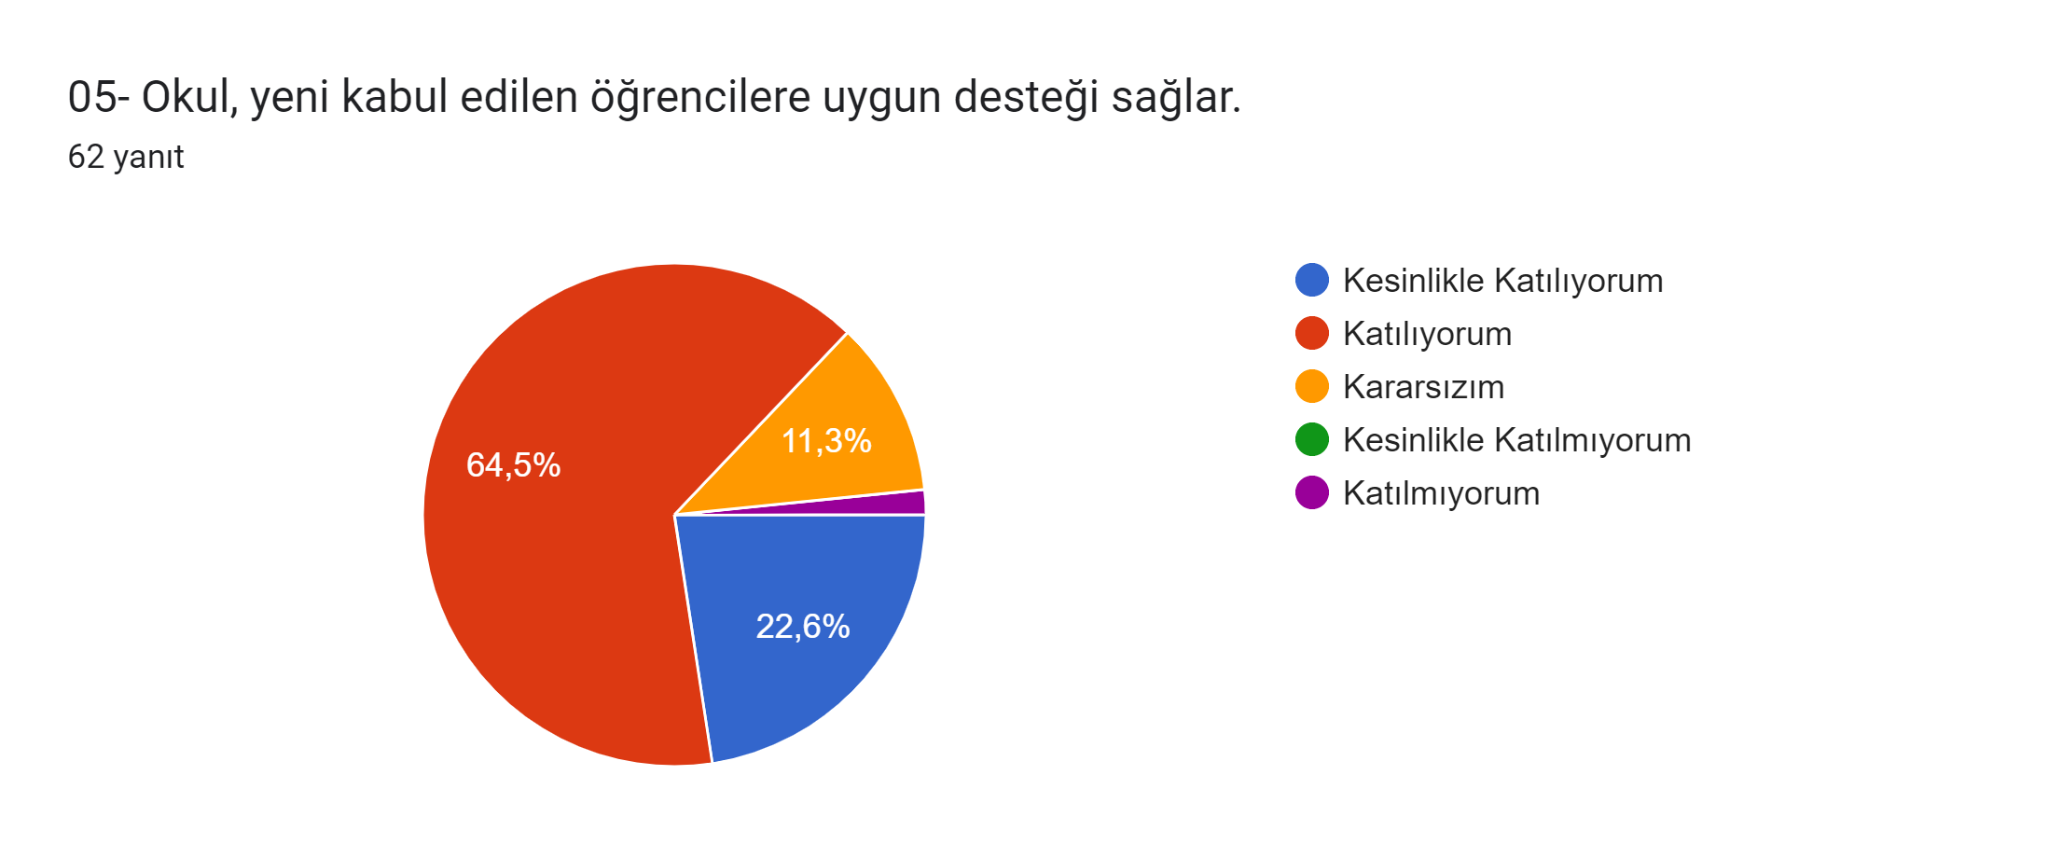 05- Okul, yeni kabul edilen öğrencilere uygun desteği sağlar.
62 yanıt
64,5%
11,3%
22,6%
Kesinlikle Katılıyorum
Katılıyorum
Kararsızım
Kesinlikle Katılmıyorum
Katılmıyorum